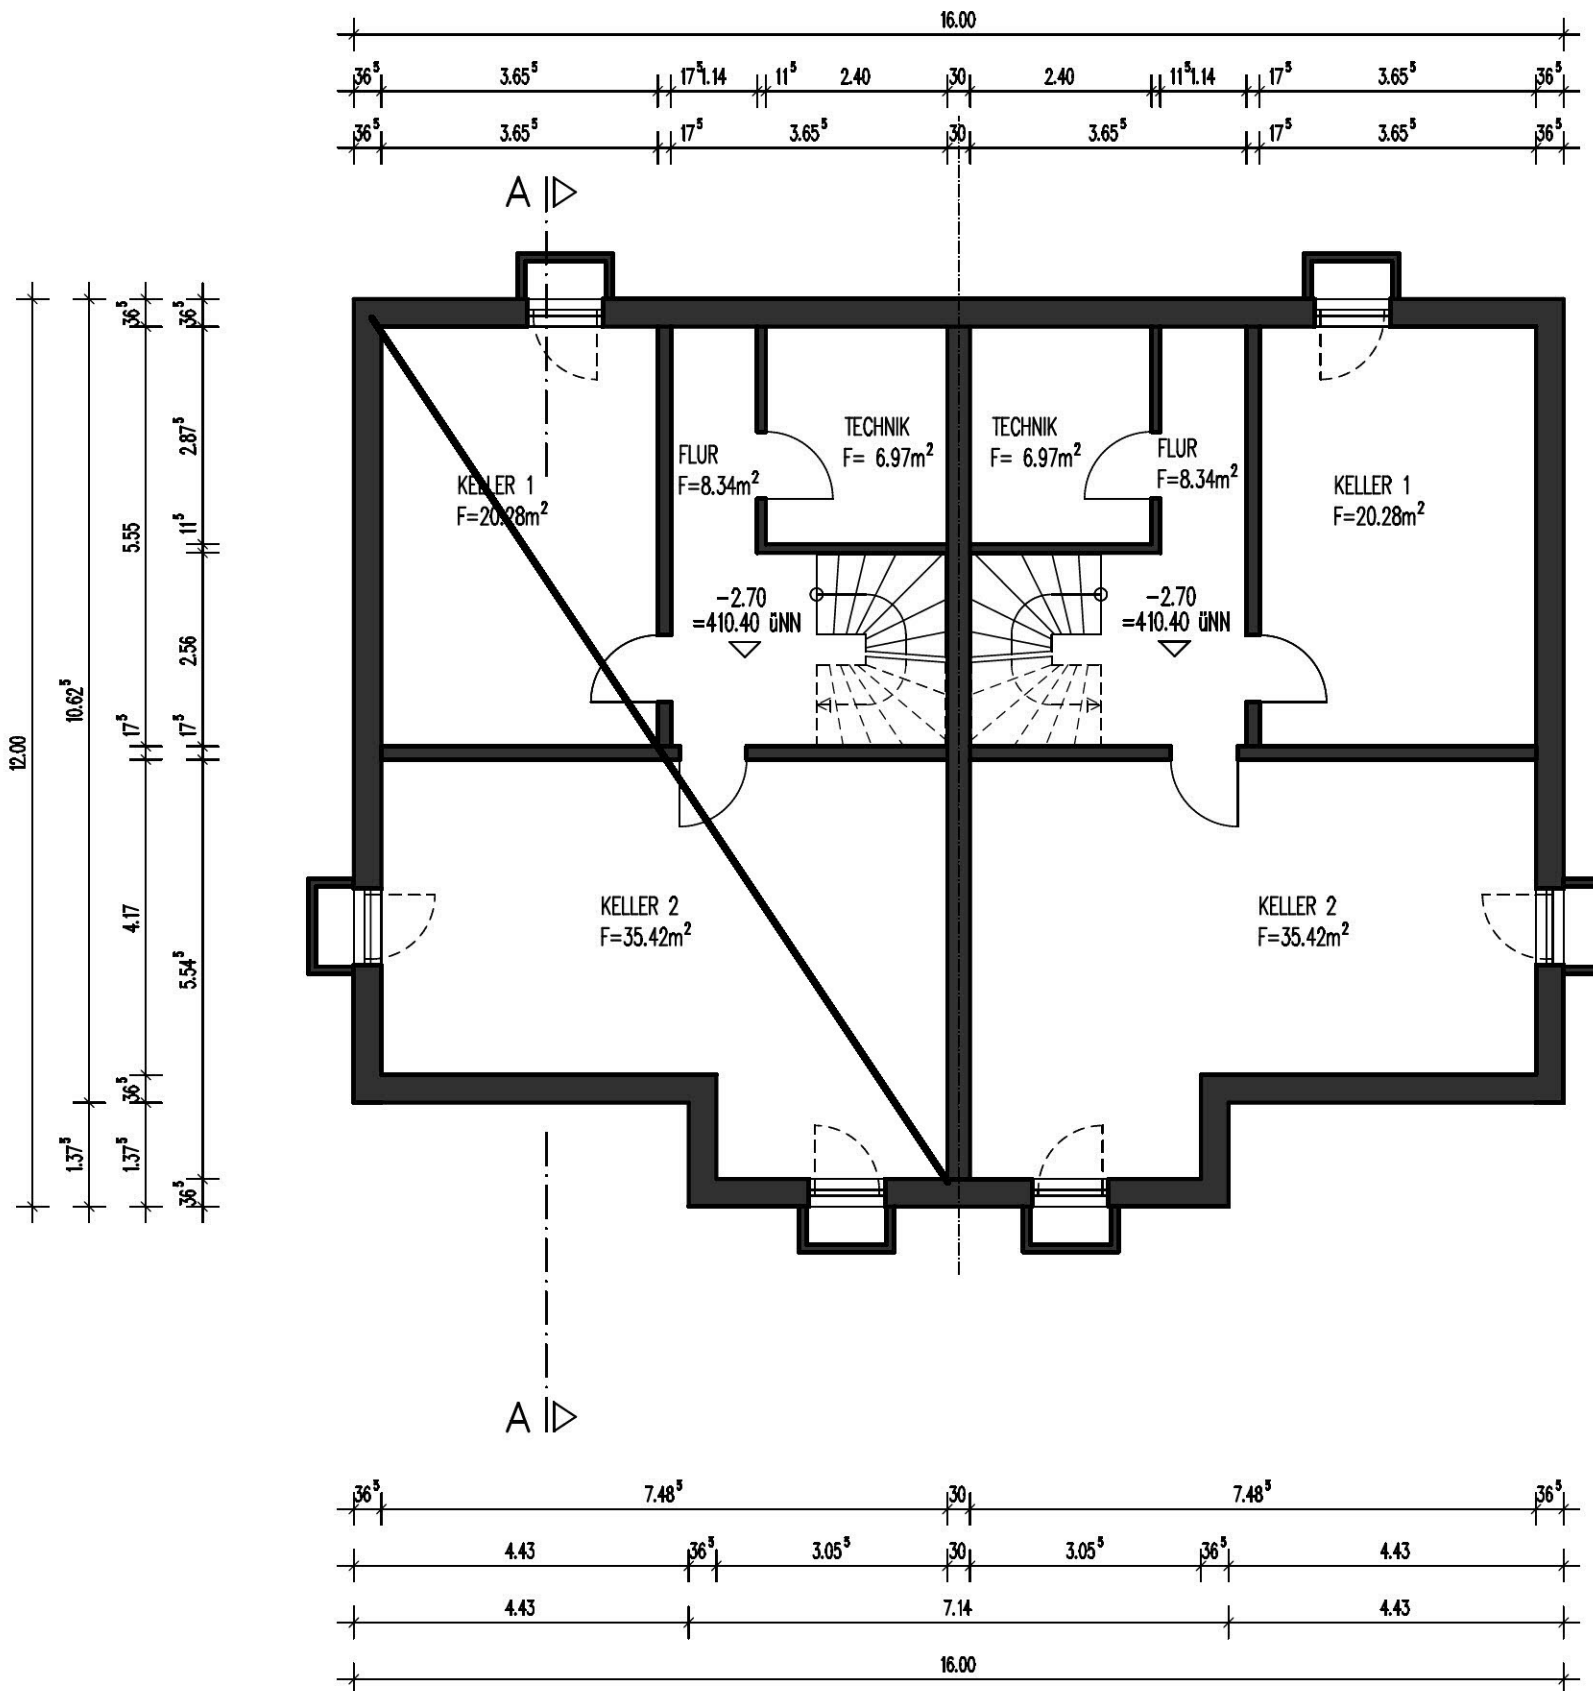 16.00
36⁵ 3.65⁵ 17⁵ 1.14 11⁵ 2.40 30 2.40 11⁵ 1.14 17⁵ 3.65⁵ 36⁵
36⁵ 3.65⁵ 17⁵ 3.65⁵ 30 3.65⁵ 17⁵ 3.65⁵ 36⁵
A
12.00
10.62⁵
1.37⁵
36⁵
5.55
17⁵
4.17
36⁵
1.37⁵
36⁵
2.87⁵
11⁵
2.56
17⁵
5.54⁵
36⁵
KELLER 1
F=20.28m²
FLUR
F=8.34m²
TECHNIK
F= 6.97m²
TECHNIK
F= 6.97m²
FLUR
F=8.34m²
KELLER 1
F=20.28m²
-2.70
=410.40 üNN
-2.70
=410.40 üNN
KELLER 2
F=35.42m²
KELLER 2
F=35.42m²
A
36⁵ 7.48⁵ 30 7.48⁵ 36⁵
4.43 36⁵ 3.05⁵ 30 3.05⁵ 36⁵ 4.43
4.43 7.14 4.43
16.00